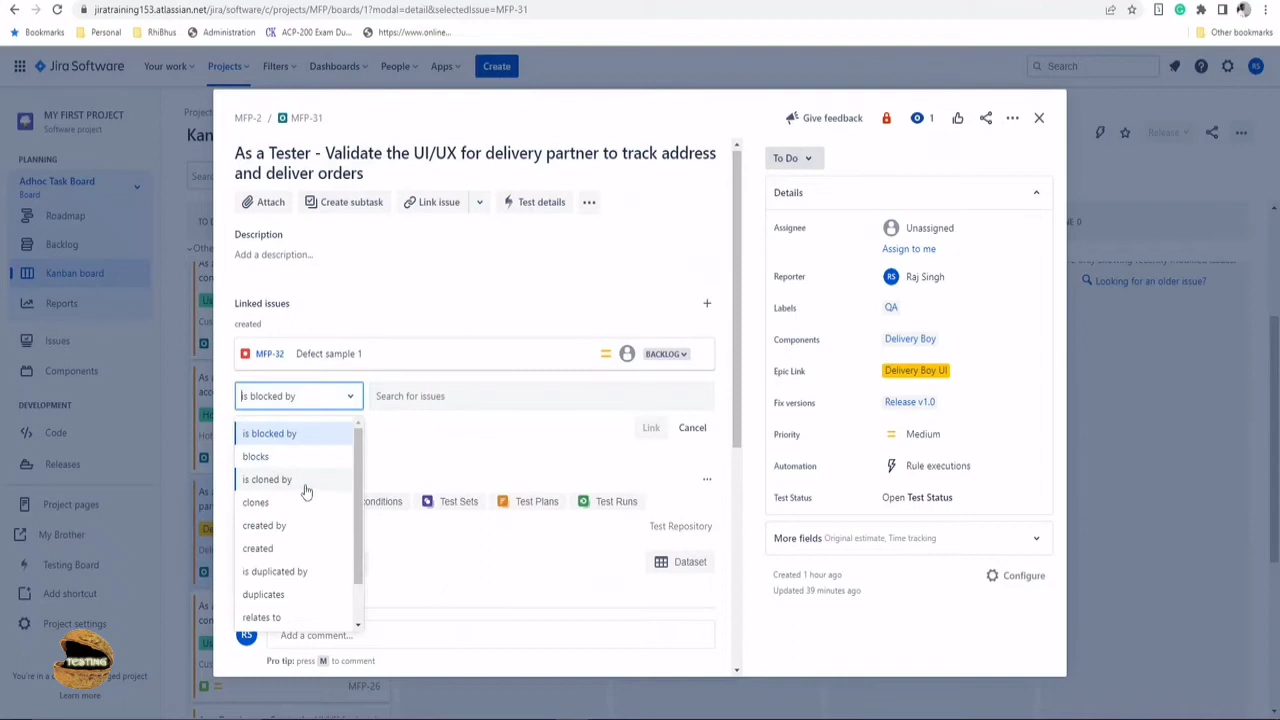 jiratraining153.atlassian.net/jira/software/c/projects/MFP/boards/1?modal=detail&selectedIssue=MFP-31
Bookmarks Personal RhiBhus Administration ACP-200 Exam Du... https://www.online... Other bookmarks
Jira Software Your work Projects Filters Dashboards People Apps Create Search RS
MY FIRST PROJECT
Software project
PLANNING
Adhoc Task Board
Board
Roadmap
Backlog
Kanban board
Reports
Issues
Components
DEVELOPMENT
Code
Releases
Project pages
My Brother
Testing Board
Add shortcut
Project settings
TESTING
You're in a
project
Learn more
Release
Looking for an older issue?
MFP-26
MFP-2 / MFP-31
Give feedback 1
As a Tester - Validate the UI/UX for delivery partner to track address
and deliver orders
Attach Create subtask Link issue Test details
Description
Add a description...
Linked issues
created
MFP-32 Defect sample 1 BACKLOG
is blocked by Search for issues
Link Cancel
is blocked by
blocks
is cloned by
clones
created by
created
is duplicated by
duplicates
relates to
onditions Test Sets Test Plans Test Runs
Test Repository
Dataset
RS Add a comment...
Pro tip: press M to comment
To Do
Details
Assignee Unassigned
Assign to me
Reporter RS Raj Singh
Labels QA
Components Delivery Boy
Epic Link Delivery Boy UI
Fix versions Release v1.0
Priority Medium
Automation Rule executions
Test Status Open Test Status
More fields Original estimate, Time tracking
Created 1 hour ago
Updated 39 minutes ago
Configure